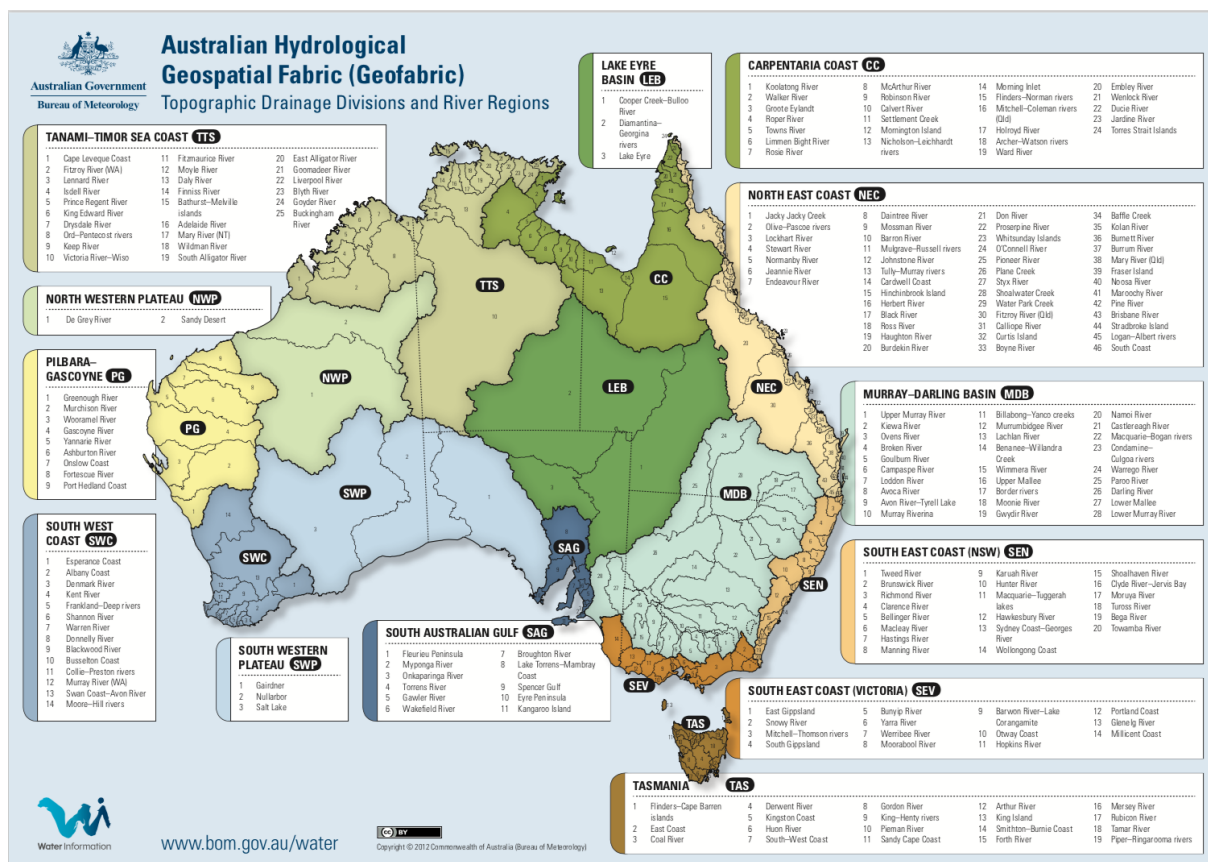 Australian Government
Bureau of Meteorology
Australian Hydrological
Geospatial Fabric (Geofabric)
Topographic Drainage Divisions and River Regions
TANAMI–TIMOR SEA COAST TTS
1 Cape Leveque Coast
2 Fitzroy River (WA)
3 Lennard River
4 Isdell River
5 Prince Regent River
6 King Edward River
7 Drysdale River
8 Ord–Pentecost rivers
9 Keep River
10 Victoria River–Wiso
11 Fitzmaurice River
12 Moyle River
13 Daly River
14 Finniss River
15 Bathurst–Melville
islands
16 Adelaide River
17 Mary River (NT)
18 Wildman River
19 South Alligator River
20 East Alligator River
21 Goomadeer River
22 Liverpool River
23 Blyth River
24 Goyder River
25 Buckingham
River
NORTH WESTERN PLATEAU NWP
1 De Grey River
2 Sandy Desert
PILBARA–
GASCOYNE PG
1 Greenough River
2 Murchison River
3 Wooramel River
4 Gascoyne River
5 Yannarie River
6 Ashburton River
7 Onslow Coast
8 Fortescue River
9 Port Hedland Coast
SOUTH WEST
COAST SWC
1 Esperance Coast
2 Albany Coast
3 Denmark River
4 Kent River
5 Frankland–Deep rivers
6 Shannon River
7 Warren River
8 Donnelly River
9 Blackwood River
10 Busselton Coast
11 Collie–Preston rivers
12 Murray River (WA)
13 Swan Coast–Avon River
14 Moore–Hill rivers
SOUTH WESTERN
PLATEAU SWP
1 Gairdner
2 Nullarbor
3 Salt Lake
SOUTH AUSTRALIAN GULF SAG
1 Fleurieu Peninsula
2 Myponga River
3 Onkaparinga River
4 Torrens River
5 Gawler River
6 Wakefield River
7 Broughton River
8 Lake Torrens–Mambray
Coast
9 Spencer Gulf
10 Eyre Peninsula
11 Kangaroo Island
LAKE EYRE
BASIN LEB
1 Cooper Creek–Bulloo
River
2 Diamantina–
Georgina
rivers
3 Lake Eyre
CARPENTARIA COAST CC
1 Koolatong River
2 Walker River
3 Groote Eylandt
4 Roper River
5 Towns River
6 Limmen Bight River
7 Rosie River
8 McArthur River
9 Robinson River
10 Calvert River
11 Settlement Creek
12 Mornington Island
13 Nicholson–Leichhardt
rivers
14 Morning Inlet
15 Flinders–Norman rivers
16 Mitchell–Coleman rivers
(Qld)
17 Holroyd River
18 Archer–Watson rivers
19 Ward River
20 Embley River
21 Wenlock River
22 Ducie River
23 Jardine River
24 Torres Strait Islands
NORTH EAST COAST NEC
1 Jacky Jacky Creek
2 Olive–Pascoe rivers
3 Lockhart River
4 Stewart River
5 Normanby River
6 Jeannie River
7 Endeavour River
8 Daintree River
9 Mossman River
10 Barron River
11 Mulgrave–Russell rivers
12 Johnstone River
13 Tully–Murray rivers
14 Cardwell Coast
15 Hinchinbrook Island
16 Herbert River
17 Black River
18 Ross River
19 Haughton River
20 Burdekin River
21 Don River
22 Proserpine River
23 Whitsunday Islands
24 O'Connell River
25 Pioneer River
26 Plane Creek
27 Styx River
28 Shoalwater Creek
29 Water Park Creek
30 Fitzroy River (Qld)
31 Calliope River
32 Curtis Island
33 Boyne River
34 Baffle Creek
35 Kolan River
36 Burnett River
37 Burrum River
38 Mary River (Qld)
39 Fraser Island
40 Noosa River
41 Maroochy River
42 Pine River
43 Brisbane River
44 Stradbroke Island
45 Logan–Albert rivers
46 South Coast
MURRAY–DARLING BASIN MDB
1 Upper Murray River
2 Kiewa River
3 Ovens River
4 Broken River
5 Goulburn River
6 Campaspe River
7 Loddon River
8 Avoca River
9 Avon River–Tyrell Lake
10 Murray Riverina
11 Billabong–Yanco creeks
12 Murrumbidgee River
13 Lachlan River
14 Benanee–Willandra
Creek
15 Wimmera River
16 Upper Mallee
17 Border rivers
18 Moonie River
19 Gwydir River
20 Namoi River
21 Castlereagh River
22 Macquarie–Bogan rivers
23 Condamine–
Culgoa rivers
24 Warrego River
25 Paroo River
26 Darling River
27 Lower Mallee
28 Lower Murray River
SOUTH EAST COAST (NSW) SEN
1 Tweed River
2 Brunswick River
3 Richmond River
4 Clarence River
5 Bellinger River
6 Macleay River
7 Hastings River
8 Manning River
9 Karuah River
10 Hunter River
11 Macquarie–Tuggerah
lakes
12 Hawkesbury River
13 Sydney Coast–Georges
River
14 Wollongong Coast
15 Shoalhaven River
16 Clyde River–Jervis Bay
17 Moruya River
18 Tuross River
19 Bega River
20 Towamba River
SOUTH EAST COAST (VICTORIA) SEV
1 East Gippsland
2 Snowy River
3 Mitchell–Thomson rivers
4 South Gippsland
5 Bunyip River
6 Yarra River
7 Werribee River
8 Moorabool River
9 Barwon River–Lake
Corangamite
10 Otway Coast
11 Hopkins River
12 Portland Coast
13 Glenelg River
14 Millicent Coast
TASMANIA TAS
1 Flinders–Cape Barren
islands
2 East Coast
3 Coal River
4 Derwent River
5 Kingston Coast
6 Huon River
7 South–West Coast
8 Gordon River
9 King–Henty rivers
10 Pieman River
11 Sandy Cape Coast
12 Arthur River
13 King Island
14 Smithton–Burnie Coast
15 Forth River
16 Mersey River
17 Rubicon River
18 Tamar River
19 Piper–Ringarooma rivers
TTS
CC
NWP
LEB
NEC
PG
SWP
MDB
SWC
SAG
SEN
SEV
TAS
Water Information
www.bom.gov.au/water
cc BY
Copyright © 2012 Commonwealth of Australia (Bureau of Meteorology)